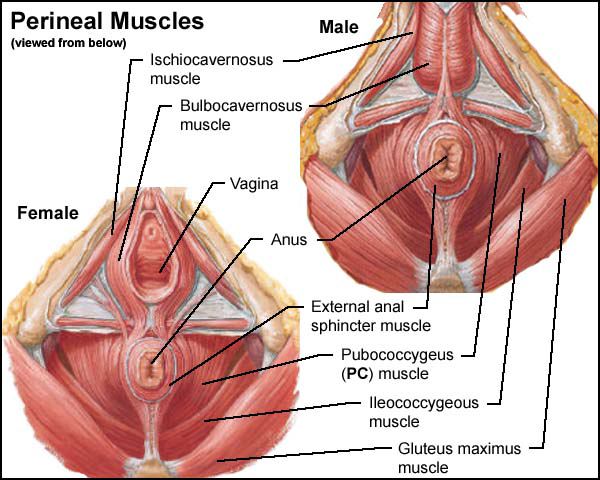 Perineal Muscles
(viewed from below)
Male
Ischiocavernosus
muscle
Bulbocavernosus
muscle
Vagina
Female
Anus
External anal
sphincter muscle
Pubococcygeus
(PC) muscle
Ileococcygeous
muscle
Gluteus maximus
muscle